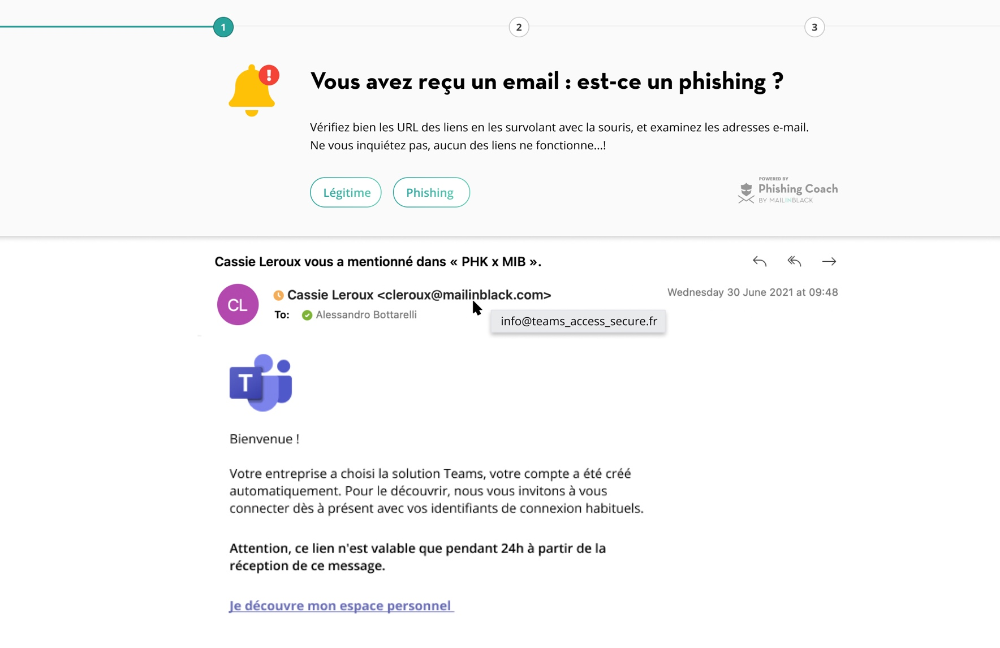 1
2
3
!
Vous avez reçu un email : est-ce un phishing ?
Vérifiez bien les URL des liens en les survolant avec la souris, et examinez les adresses e-mail.
Ne vous inquiétez pas, aucun des liens ne fonctionne...!
Légitime
Phishing
POWERED BY
Phishing Coach
BY MAILINBLACK
Cassie Leroux vous a mentionné dans « PHK x MIB ».
CL
Cassie Leroux <cleroux@mailinblack.com>
Wednesday 30 June 2021 at 09:48
To: Alessandro Bottarelli
info@teams_access_secure.fr
T
Bienvenue !
Votre entreprise a choisi la solution Teams, votre compte a été créé
automatiquement. Pour le découvrir, nous vous invitons à vous
connecter dès à présent avec vos identifiants de connexion habituels.
Attention, ce lien n'est valable que pendant 24h à partir de la
réception de ce message.
Je découvre mon espace personnel